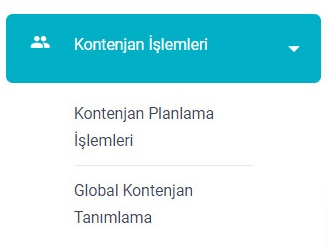 Kontenjan İşlemleri
Kontenjan Planlama
İşlemleri
Global Kontenjan
Tanımlama